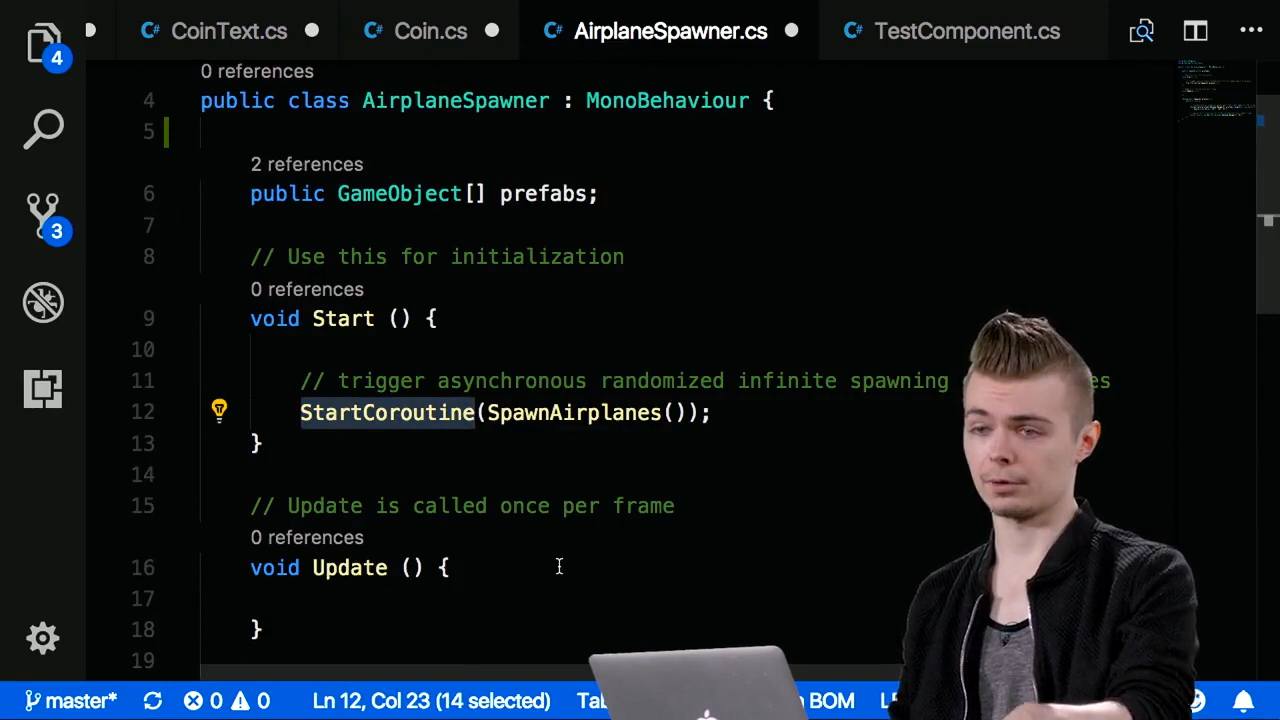 CoinText.cs
Coin.cs
AirplaneSpawner.cs
TestComponent.cs
0 references
4 public class AirplaneSpawner : MonoBehaviour {
5
2 references
6 public GameObject[] prefabs;
7
8 // Use this for initialization
0 references
9 void Start () {
10
11 // trigger asynchronous randomized infinite spawning
12 StartCoroutine(SpawnAirplanes());
13 }
14
15 // Update is called once per frame
0 references
16 void Update () {
17
18 }
19
4
3
master* 0 0 Ln 12, Col 23 (14 selected) BOM